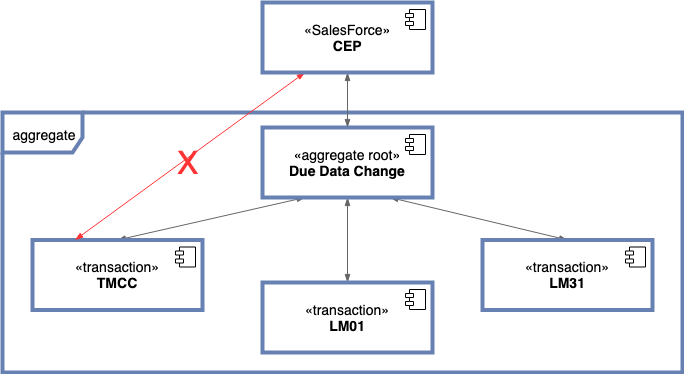 «SalesForce»
CEP
aggregate
«aggregate root»
Due Data Change
X
«transaction»
TMCC
«transaction»
LM01
«transaction»
LM31